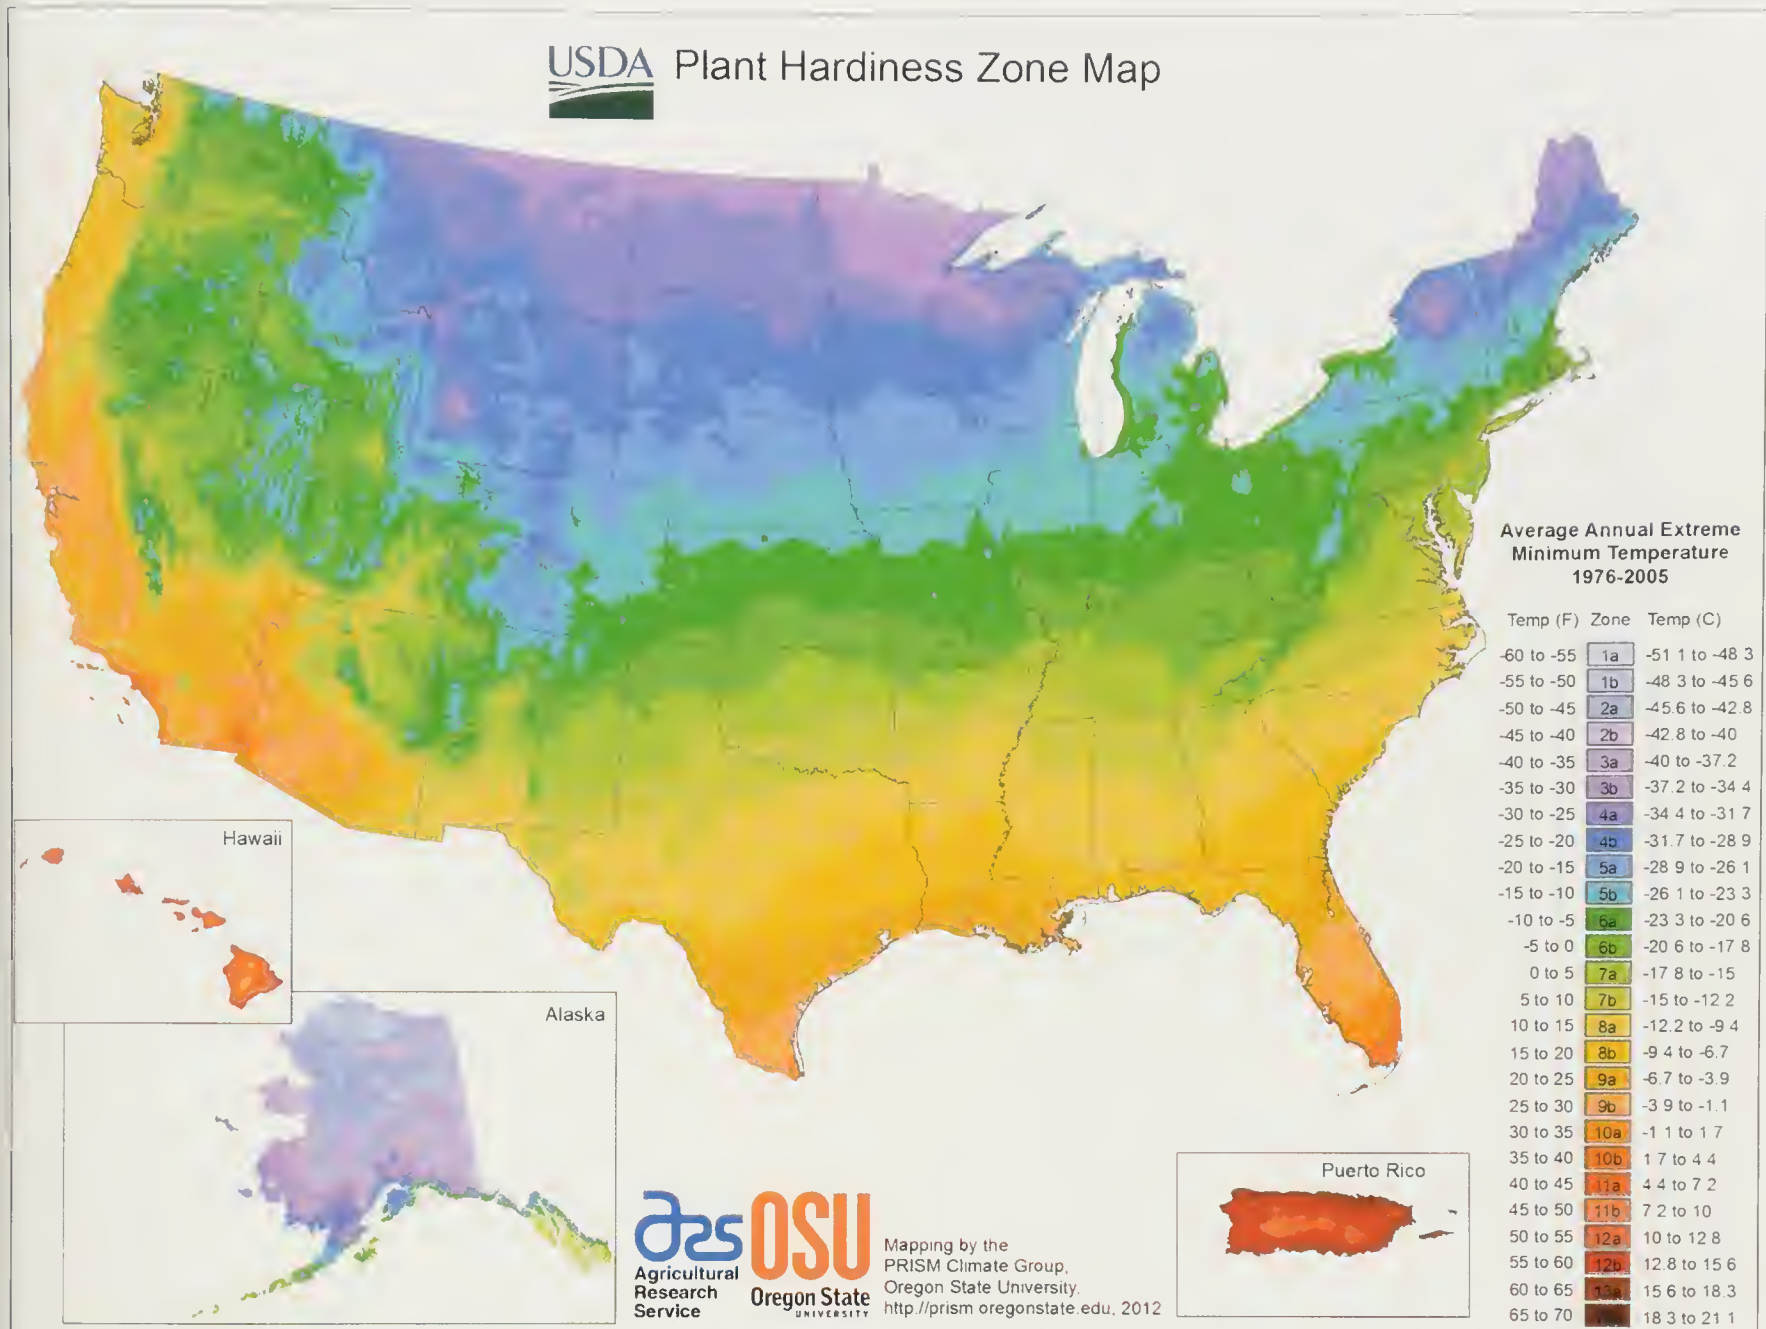 USDA Plant Hardiness Zone Map
Average Annual Extreme
Minimum Temperature
1976-2005
Temp (F) Zone Temp (C)
-60 to -55 1a -51 1 to -48 3
-55 to -50 1b -48 3 to -45 6
-50 to -45 2a -45.6 to -42.8
-45 to -40 2b -42.8 to -40
-40 to -35 3a -40 to -37.2
-35 to -30 3b -37.2 to -34 4
-30 to -25 4a -34 4 to -31 7
-25 to -20 4b -31.7 to -28 9
-20 to -15 5a -28 9 to -26 1
-15 to -10 5b -26 1 to -23 3
-10 to -5 6a -23 3 to -20 6
-5 to 0 6b -20 6 to -17 8
0 to 5 7a -17 8 to -15
5 to 10 7b -15 to -12 2
10 to 15 8a -12.2 to -9 4
15 to 20 8b -9 4 to -6.7
20 to 25 9a -6.7 to -3.9
25 to 30 9b -3 9 to -1.1
30 to 35 10a -1 1 to 1 7
35 to 40 10b 1 7 to 4 4
40 to 45 11a 4 4 to 7 2
45 to 50 11b 7 2 to 10
50 to 55 12a 10 to 12 8
55 to 60 12b 12.8 to 15 6
60 to 65 13a 15 6 to 18.3
65 to 70 18 3 to 21 1
Hawaii
Alaska
Puerto Rico
ars
Agricultural
Research
Service
OSU
Oregon State
UNIVERSITY
Mapping by the
PRISM Climate Group,
Oregon State University,
http://prism oregonstate.edu, 2012